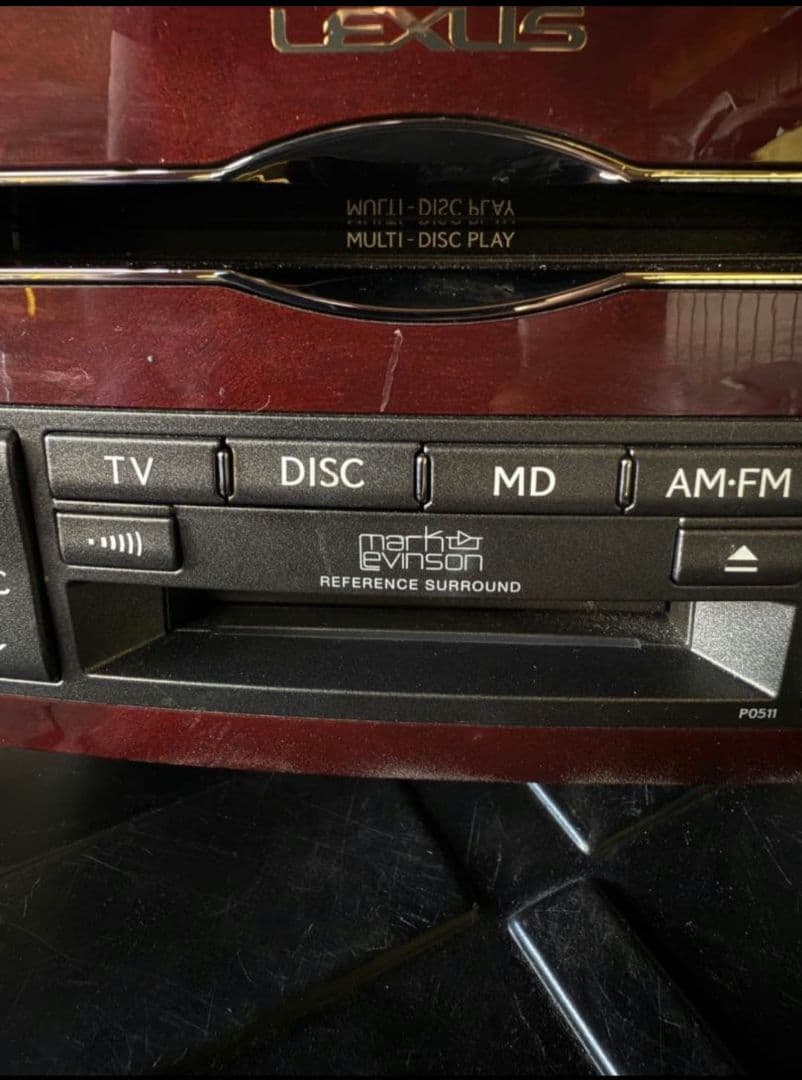 LEXUS
MULTI-DISC PLAY
MULTI-DISC PLAY
TV DISC MD AM·FM
mark
Levinson
REFERENCE SURROUND
C
P0511